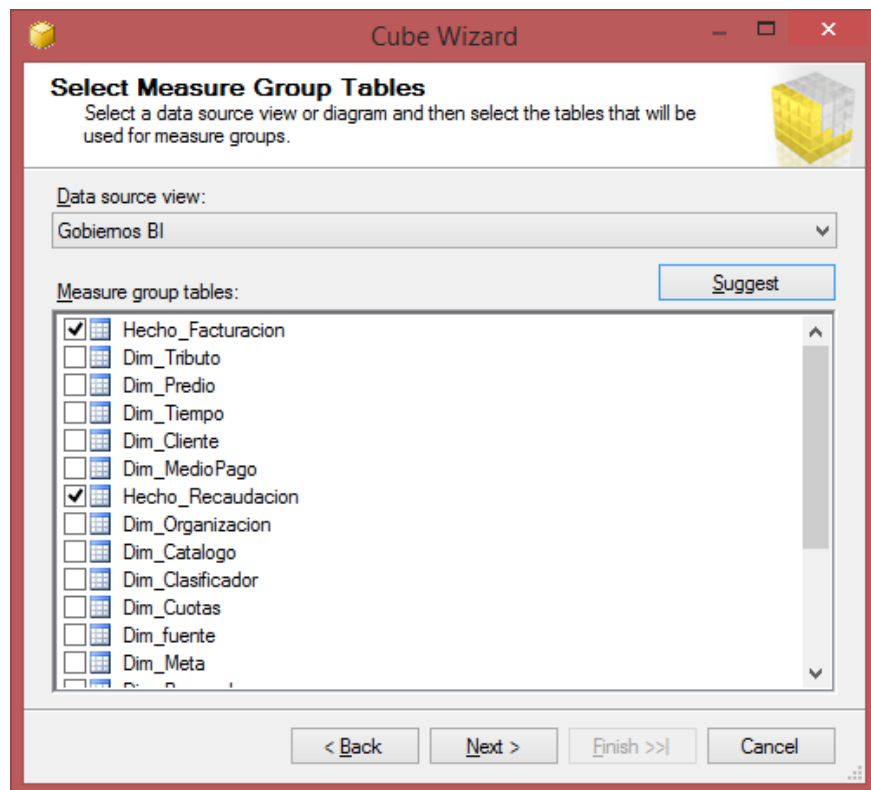 Cube Wizard
Select Measure Group Tables
Select a data source view or diagram and then select the tables that will be
used for measure groups.
Data source view:
Gobiernos BI
Suggest
Measure group tables:
Hecho_Facturacion
Dim_Tributo
Dim_Predio
Dim_Tiempo
Dim_Cliente
Dim_MedioPago
Hecho_Recaudacion
Dim_Organizacion
Dim_Catalogo
Dim_Clasificador
Dim_Cuotas
Dim_fuente
Dim_Meta
< Back Next > Finish >>| Cancel